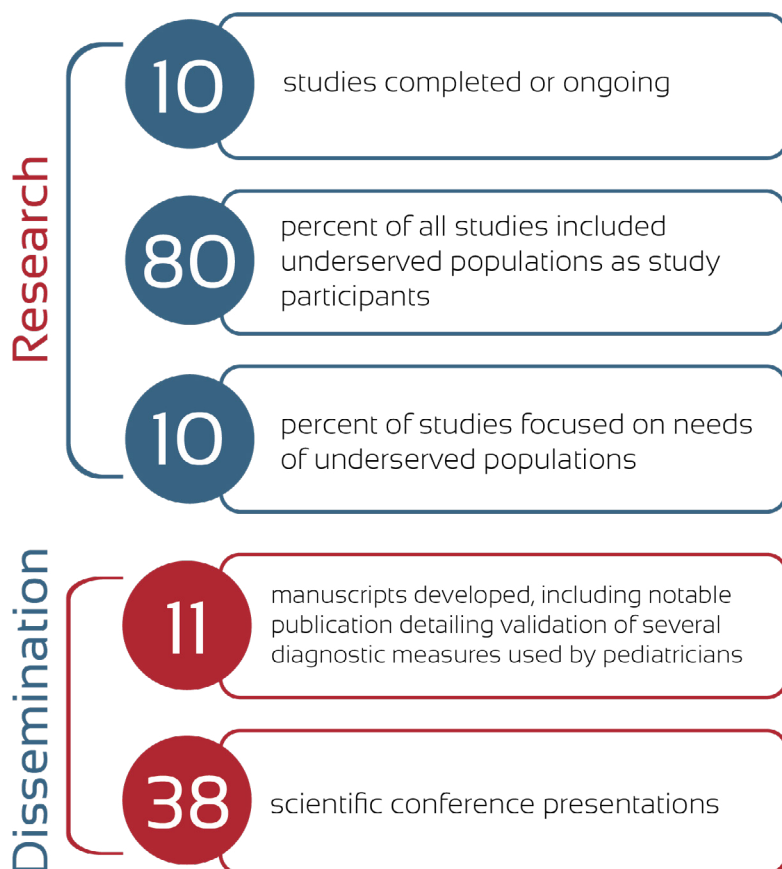 Research
10
studies completed or ongoing
80
percent of all studies included
underserved populations as study
participants
10
percent of studies focused on needs
of underserved populations
Dissemination
11
manuscripts developed, including notable
publication detailing validation of several
diagnostic measures used by pediatricians
38
scientific conference presentations